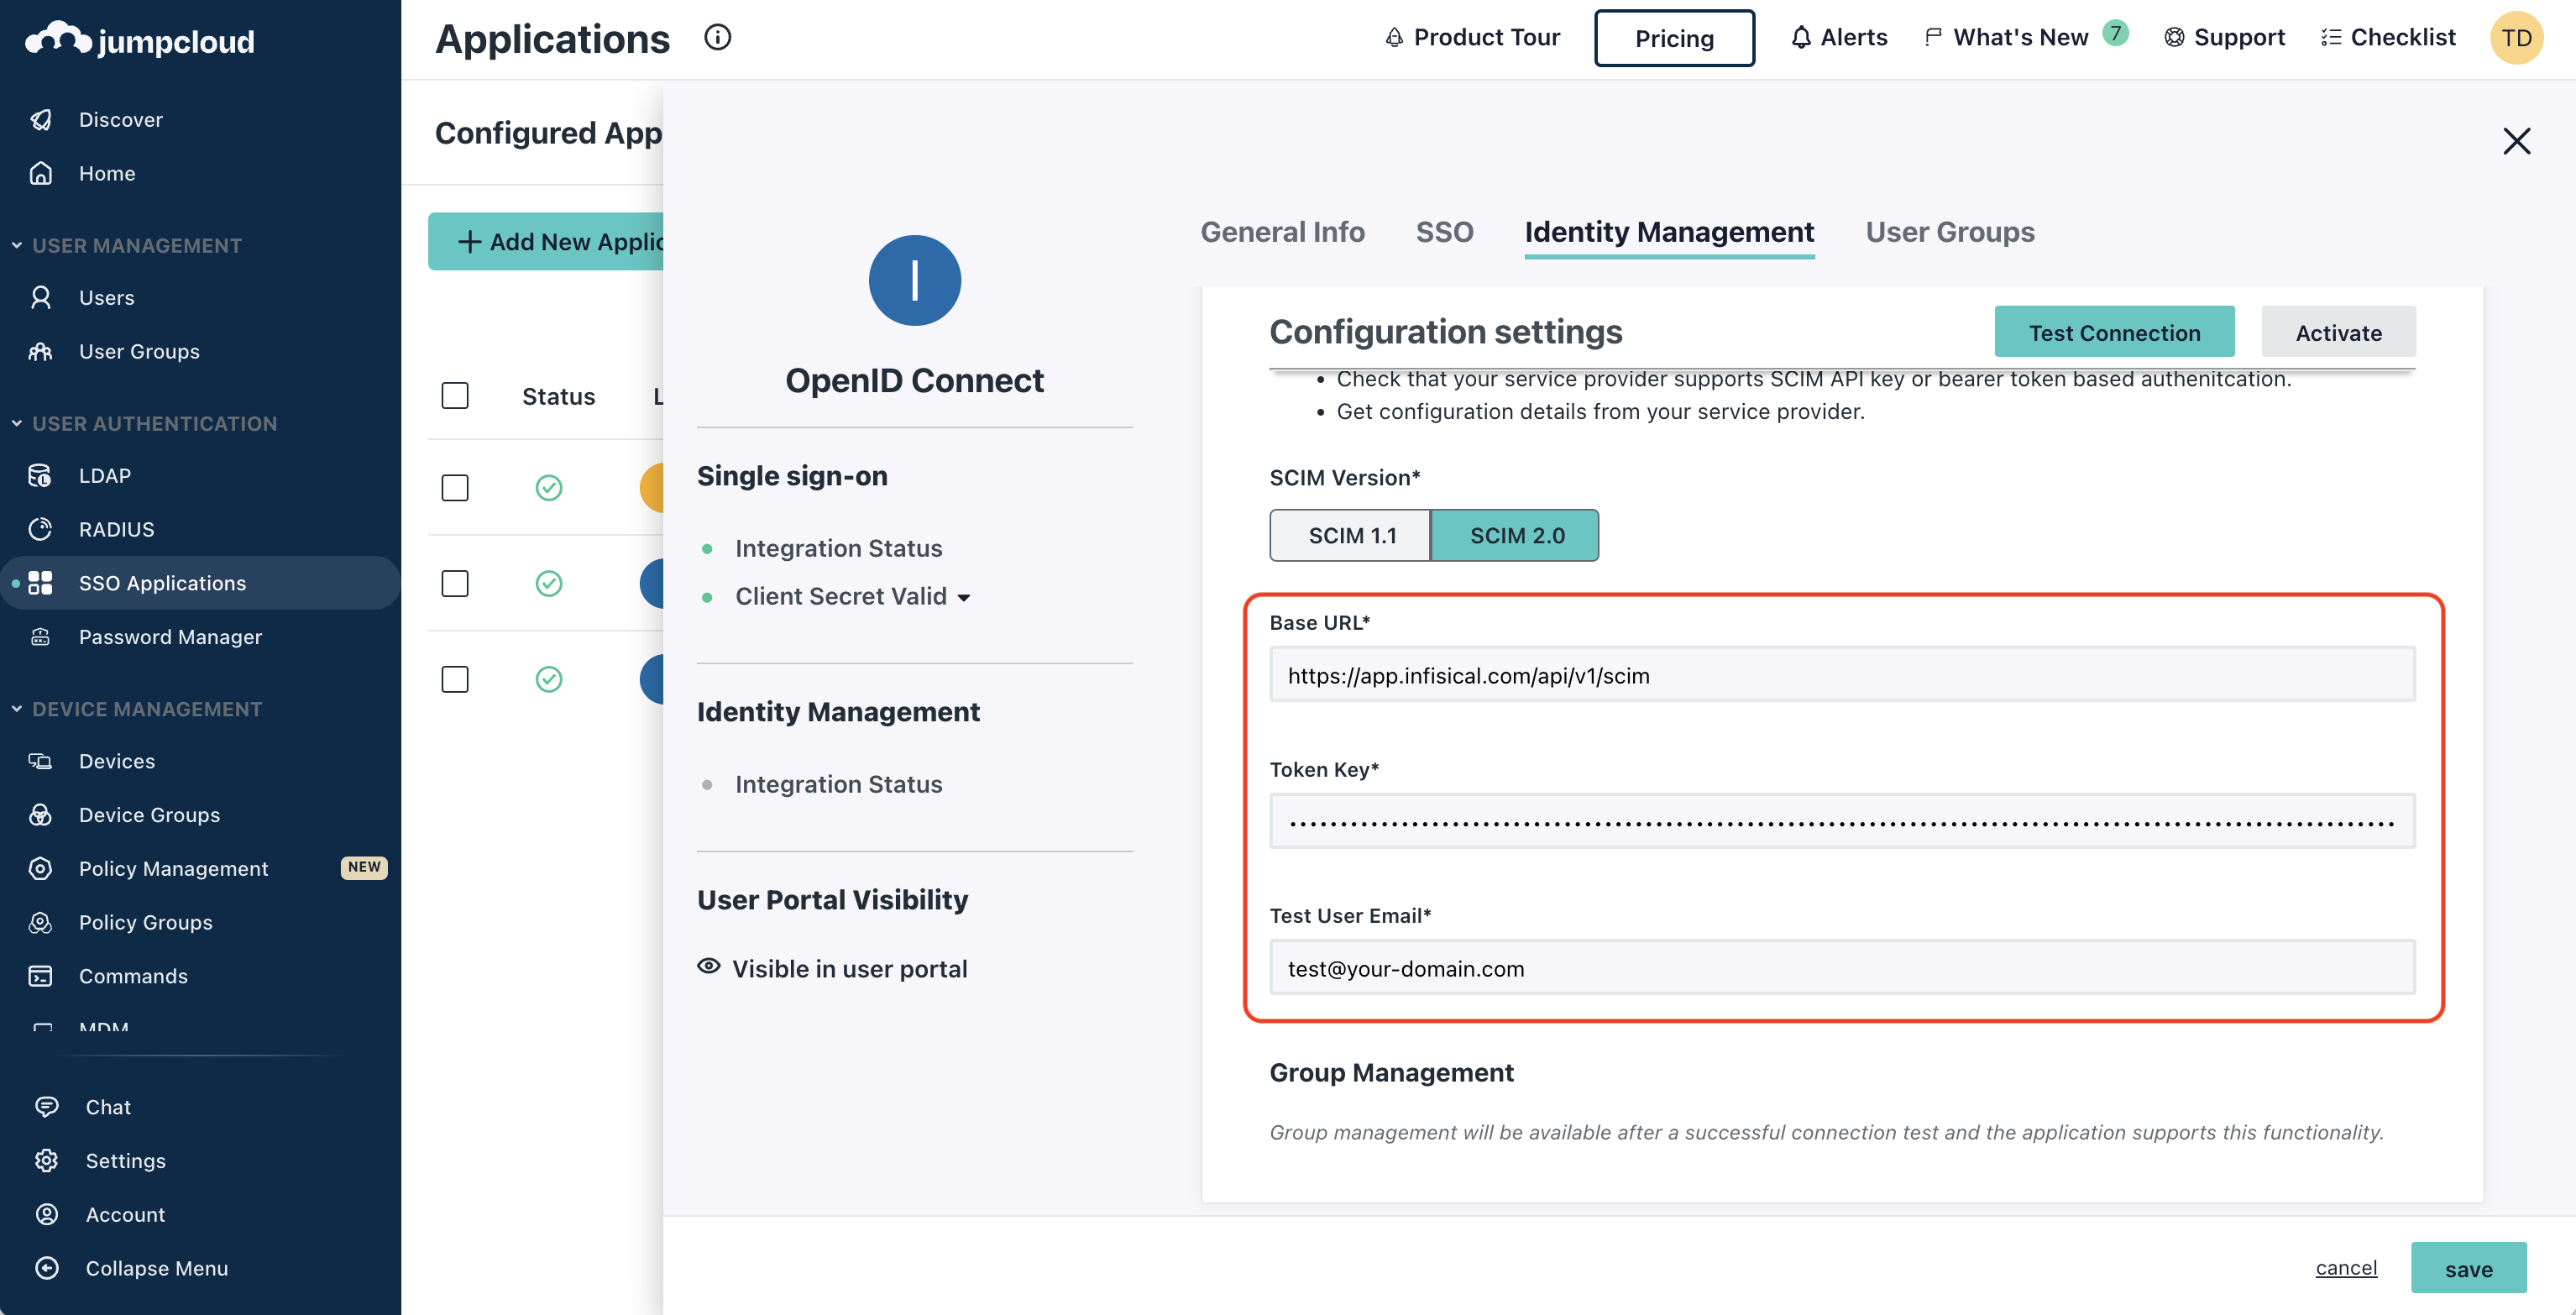 jumpcloud
Discover
Home
USER MANAGEMENT
Users
User Groups
USER AUTHENTICATION
LDAP
RADIUS
SSO Applications
Password Manager
DEVICE MANAGEMENT
Devices
Device Groups
Policy Management NEW
Policy Groups
Commands
MDM
Chat
Settings
Account
Collapse Menu
Applications
Product Tour
Pricing
Alerts
What's New 7
Support
Checklist
TD
Configured App
Add New Applic
Status L
I
OpenID Connect
Single sign-on
Integration Status
Client Secret Valid
Identity Management
Integration Status
User Portal Visibility
Visible in user portal
General Info SSO Identity Management User Groups
Configuration settings
Test Connection
Activate
• Check that your service provider supports SCIM API key or bearer token based authenitcation.
• Get configuration details from your service provider.
SCIM Version*
SCIM 1.1 SCIM 2.0
Base URL*
https://app.infisical.com/api/v1/scim
Token Key*
Test User Email*
test@your-domain.com
Group Management
Group management will be available after a successful connection test and the application supports this functionality.
cancel
save